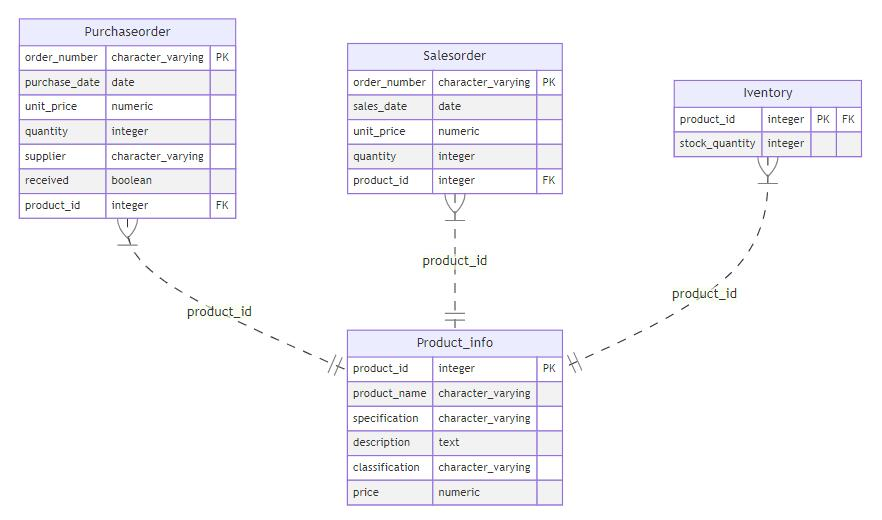 Purchaseorder
order_number character_varying PK
purchase_date date
unit_price numeric
quantity integer
supplier character_varying
received boolean
product_id integer FK
Salesorder
order_number character_varying PK
sales_date date
unit_price numeric
quantity integer
product_id integer FK
Iventory
product_id integer PK FK
stock_quantity integer
product_id
product_id
product_id
Product_info
product_id integer PK
product_name character_varying
specification character_varying
description text
classification character_varying
price numeric